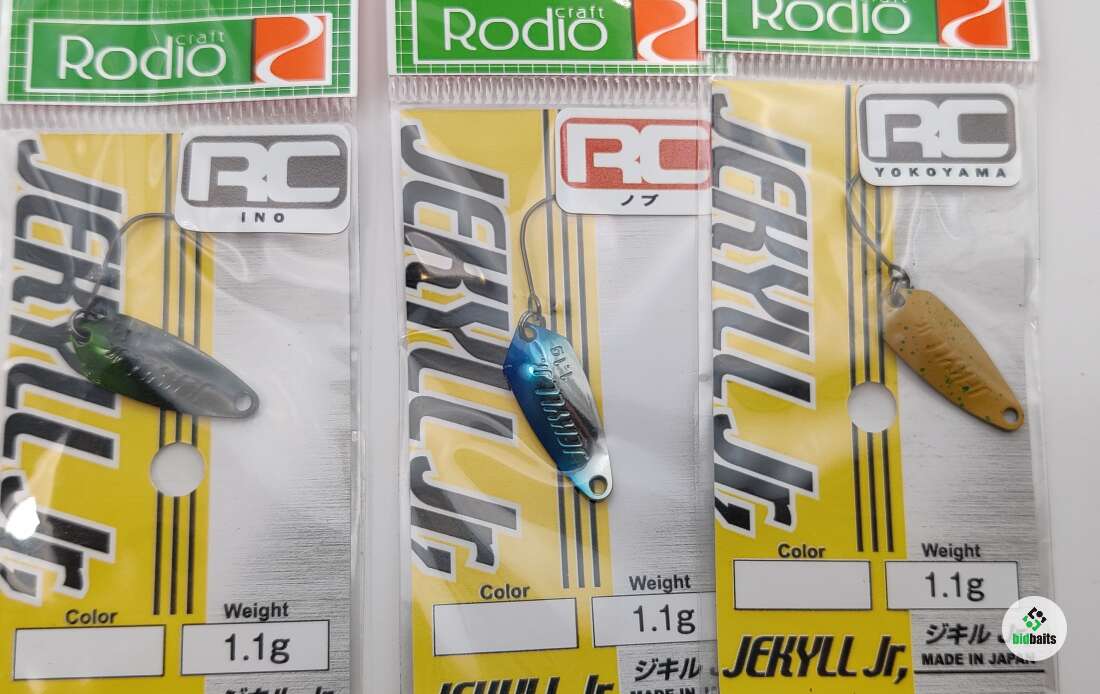 Rodio
craft
RC
INO
JEKYLL Jr,
Color
Weight
1.1g
Rodio
craft
RC
ノブ
JEKYLL Jr,
Color
Weight
1.1g
ジキル J
JEKYLL Jr,
Rodio
craft
RC
YOKOYAMA
JEKYLL Jr,
Color
Weight
1.1g
JEKYLL Jr,
ジキル
MADE IN JAPAN
bidbaits